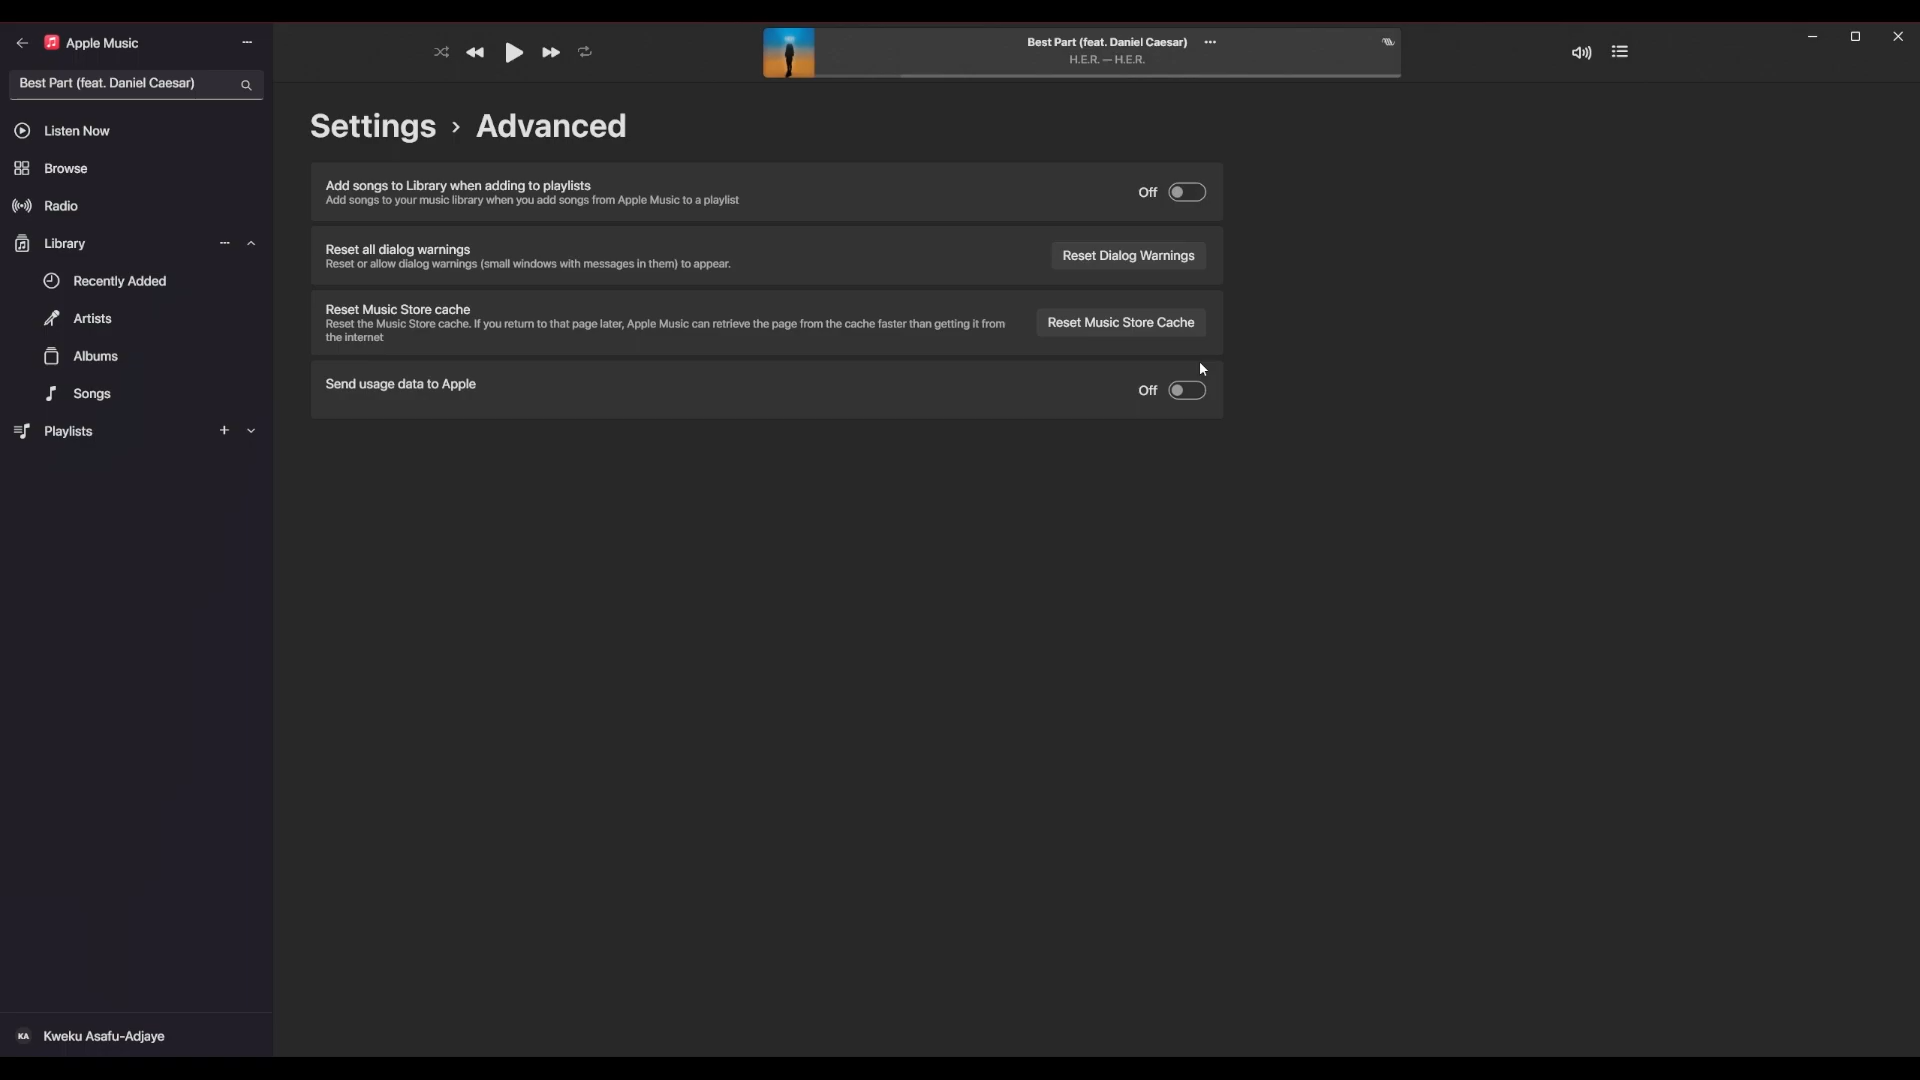 Apple Music
Best Part (feat. Daniel Caesar)
Listen Now
Browse
Radio
Library
Recently Added
Artists
Albums
Songs
Playlists
Kweku Asafu-Adjaye
KA
Best Part (feat. Daniel Caesar)
H.E.R. — H.E.R.
Settings › Advanced
Add songs to Library when adding to playlists
Add songs to your music library when you add songs from Apple Music to a playlist
Off
Reset all dialog warnings
Reset or allow dialog warnings (small windows with messages in them) to appear.
Reset Dialog Warnings
Reset Music Store cache
Reset the Music Store cache. If you return to that page later, Apple Music can retrieve the page from the cache faster than getting it from
the internet
Reset Music Store Cache
Send usage data to Apple
Off